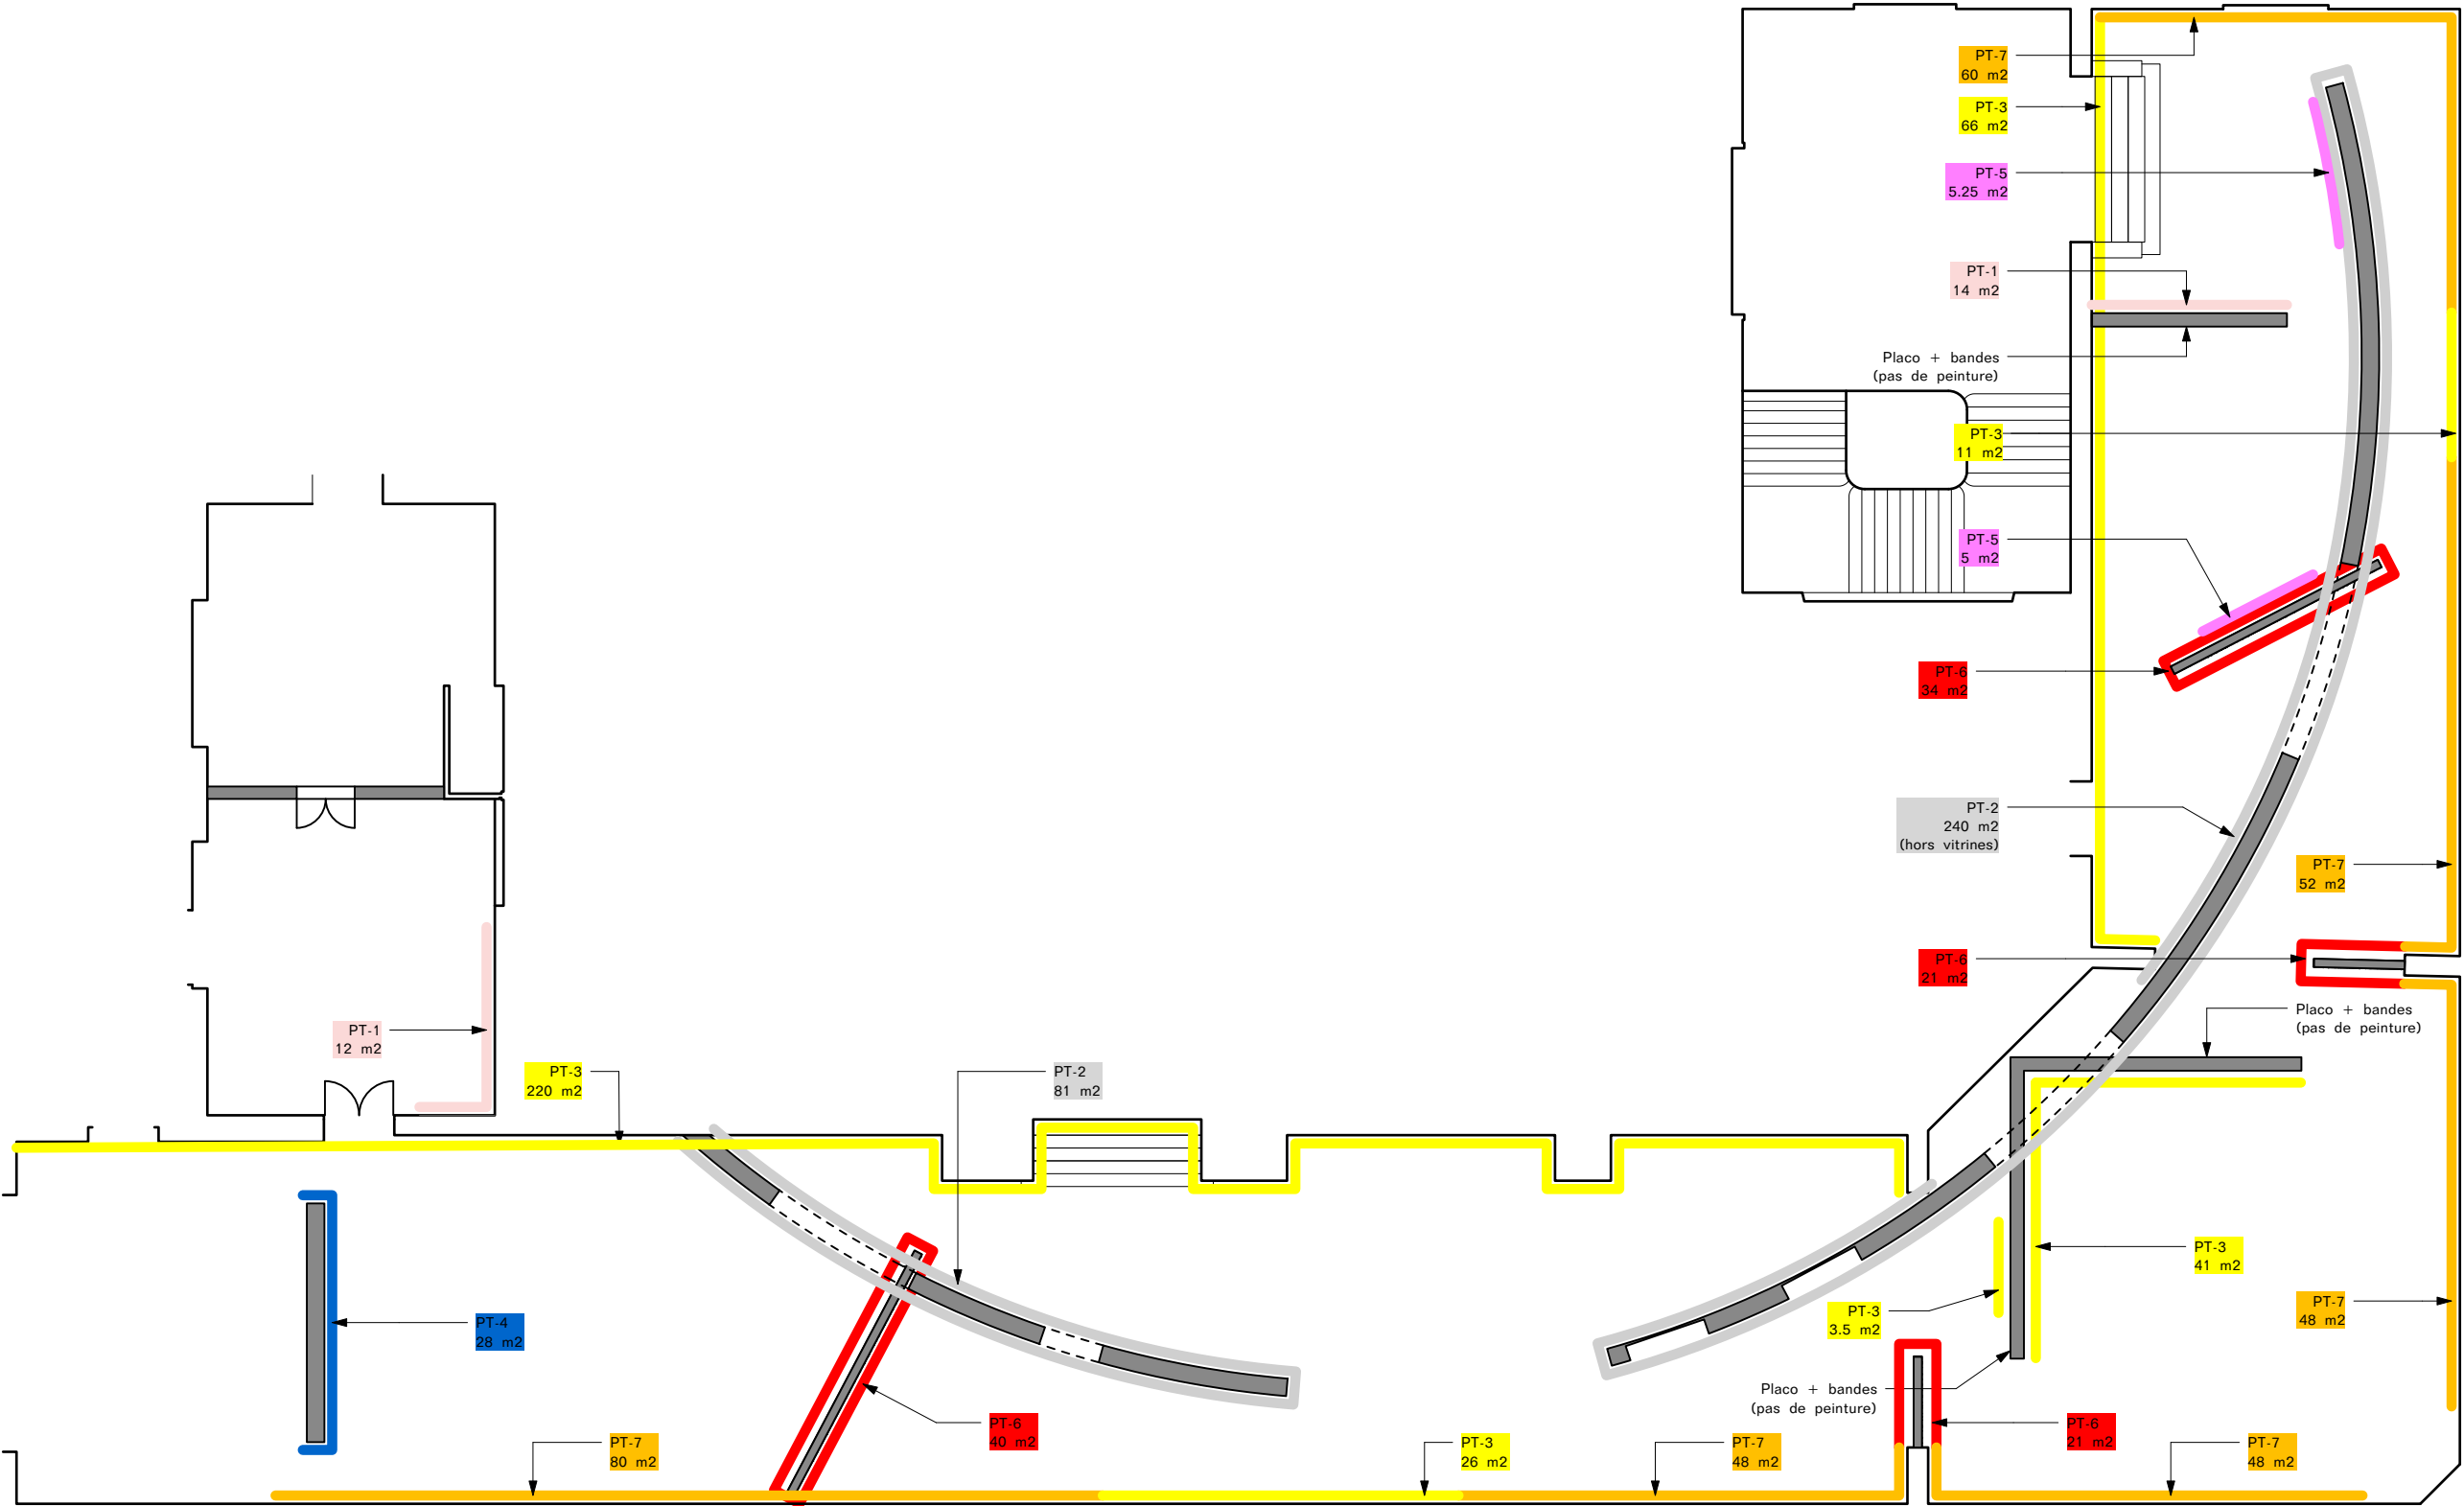 PT-7
60 m2
PT-3
66 m2
PT-5
5.25 m2
PT-1
14 m2
Placo + bandes
(pas de peinture)
PT-3
11 m2
PT-5
5 m2
PT-6
34 m2
PT-2
240 m2
(hors vitrines)
PT-7
52 m2
PT-6
21 m2
Placo + bandes
(pas de peinture)
PT-1
12 m2
PT-3
220 m2
PT-2
81 m2
PT-3
41 m2
PT-3
3.5 m2
PT-7
48 m2
PT-4
28 m2
Placo + bandes
(pas de peinture)
PT-6
40 m2
PT-6
21 m2
PT-7
80 m2
PT-3
26 m2
PT-7
48 m2
PT-7
48 m2